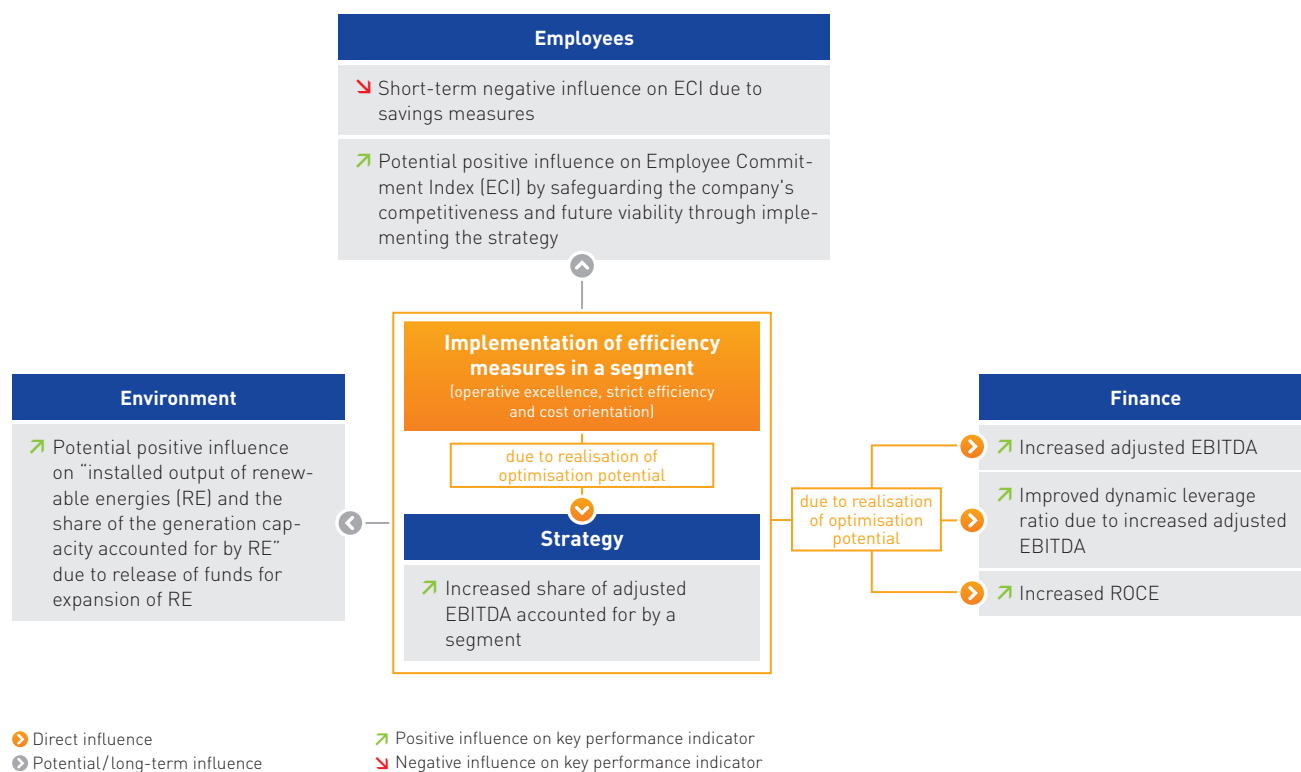 Employees
Short-term negative influence on ECI due to
savings measures
Potential positive influence on Employee Commit-
ment Index (ECI) by safeguarding the company's
competitiveness and future viability through imple-
menting the strategy
Implementation of efficiency
measures in a segment
(operative excellence, strict efficiency
and cost orientation)
due to realisation of
optimisation potential
Strategy
Increased share of adjusted
EBITDA accounted for by a
segment
Environment
Potential positive influence
on “installed output of renew-
able energies (RE) and the
share of the generation cap-
acity accounted for by RE”
due to release of funds for
expansion of RE
due to realisation
of optimisation
potential
Finance
Increased adjusted EBITDA
Improved dynamic leverage
ratio due to increased adjusted
EBITDA
Increased ROCE
Direct influence
Potential/long-term influence
Positive influence on key performance indicator
Negative influence on key performance indicator